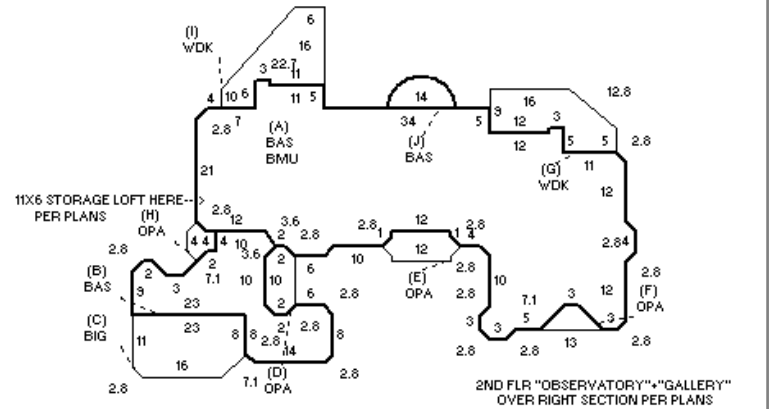 6
(I)
WDK
16
3 22.7
11
4 10 6
11 5
14
16
12.8
2.8
7
(A)
BAS
BMU
34
(J)
BAS
5
9
12
3
12
5 5
2.8
(G)
WDK
11
21
12
11X6 STORAGE LOFT HERE
PER PLANS
2.8
(H)
OPA
12
3.6
2.8
12
2.8
4 4 4
10
2
1
1 4
2.8 4
2.8
3.6
2
12
2
7.1
6
10
(E)
OPA
2.8
2.8
(B)
BAS
2
3
9
10
10
10
12
(F)
OPA
23
2
6
2.8
2.8
7.1
3
(C)
BIG
23
2
2.8
3
3
5
3
11
8
8
2.8
8
13
2.8
2.8
2.8
16
14
7.1
(D)
OPA
2.8
2.8
2ND FLR "OBSERVATORY"+"GALLERY"
OVER RIGHT SECTION PER PLANS